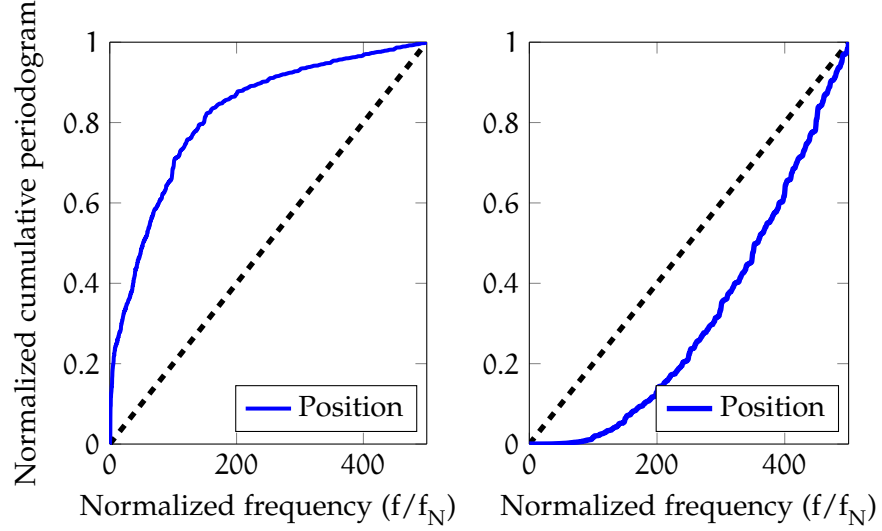 Normalized cumulative periodogram
1
0.8
0.6
0.4
0.2
0
0 200 400
Position
Normalized frequency (f/f_N)
1
0.8
0.6
0.4
0.2
0
0 200 400
Position
Normalized frequency (f/f_N)